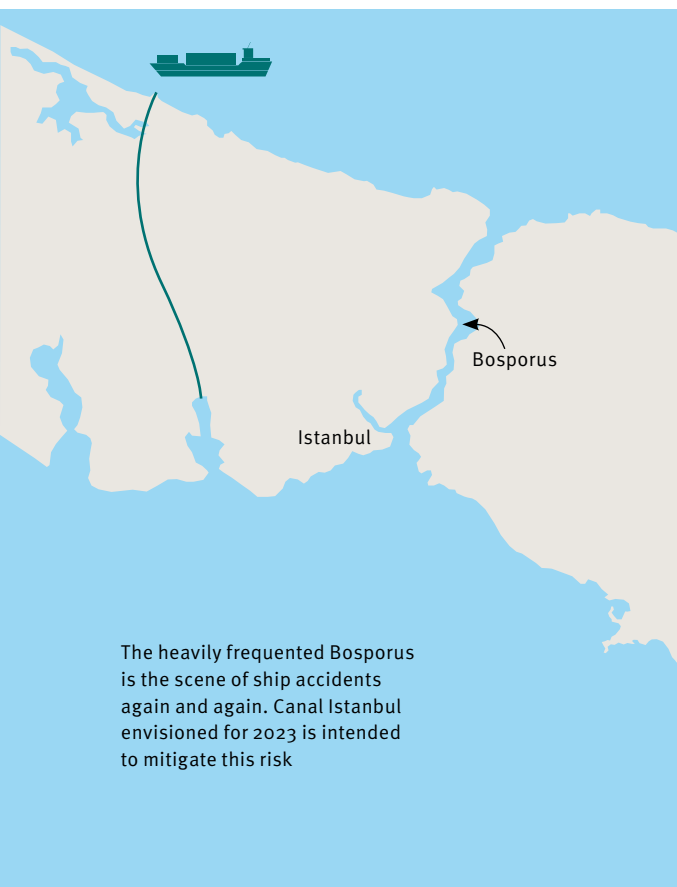 Bosporus
Istanbul
The heavily frequented Bosporus
is the scene of ship accidents
again and again. Canal Istanbul
envisioned for 2023 is intended
to mitigate this risk